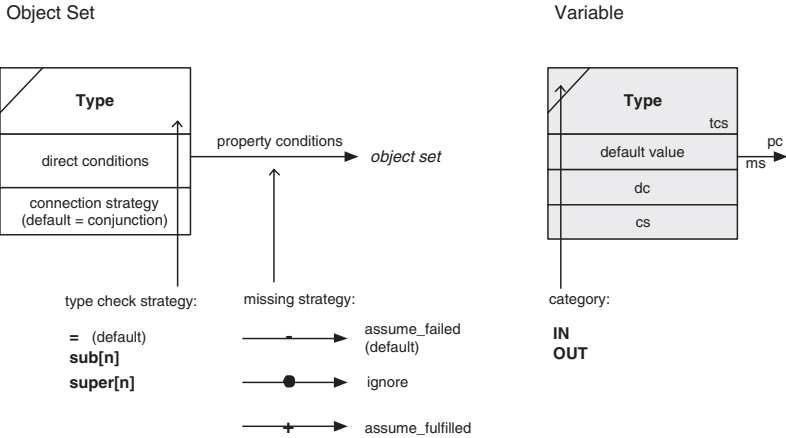 Object Set
Variable
Type
direct conditions
connection strategy
(default = conjunction)
property conditions
object set
Type
tcs
default value
dc
cs
pc
ms
type check strategy:
= (default)
sub[n]
super[n]
missing strategy:
- assume_failed
(default)
ignore
+ assume_fulfilled
category:
IN
OUT